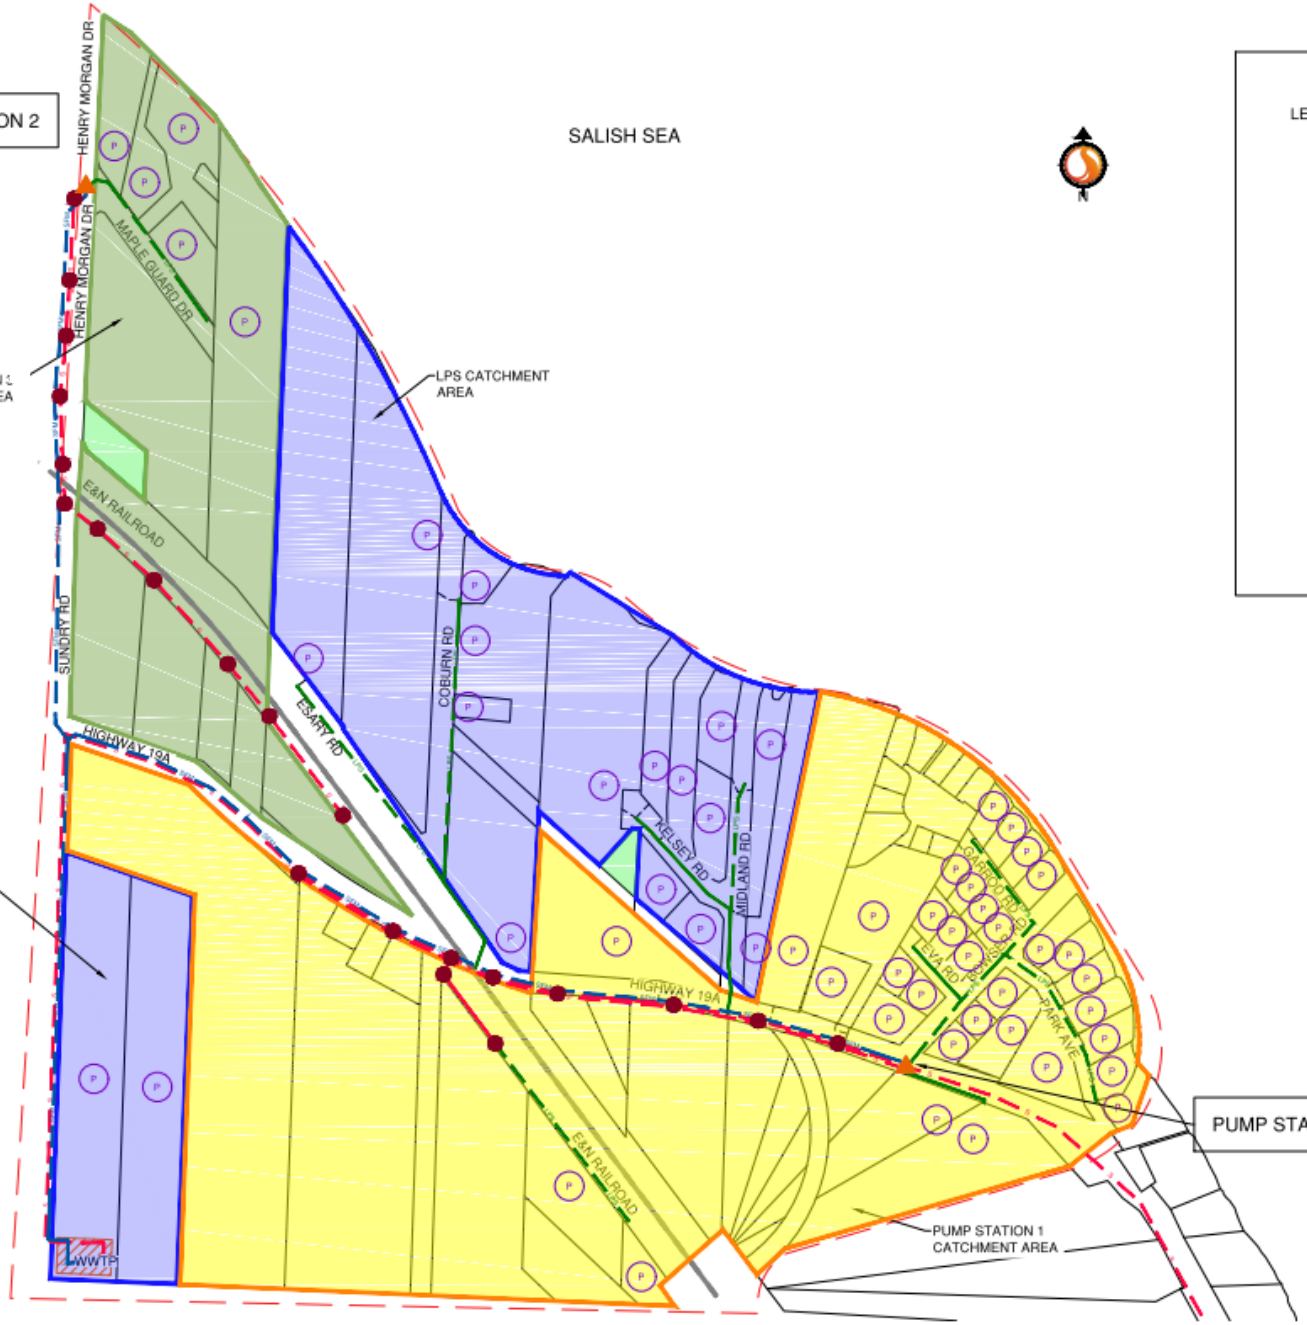 HENRY MORGAN DR
LE
ON 2
SALISH SEA
N
HENRY MORGAN DR
MAPLE GUARD DR
LPS CATCHMENT
AREA
EA
E&N RAILROAD
SUNDRY RD
COBURN RD
ESARY RD
HIGHWAY 19A
KELSEY RD
MIDLAND RD
GARROD RD
BOWSER
EVA RD
PARK AVE
HIGHWAY 19A
E&N RAILROAD
PUMP STA
PUMP STATION 1
CATCHMENT AREA
WWTP